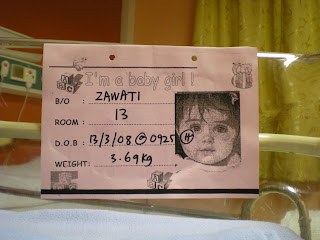 I'm a baby girl !
B/O : ZAWATI
ROOM : 13
D.O.B : 13/3/08 @ 0925 H
WEIGHT: 3.69kg